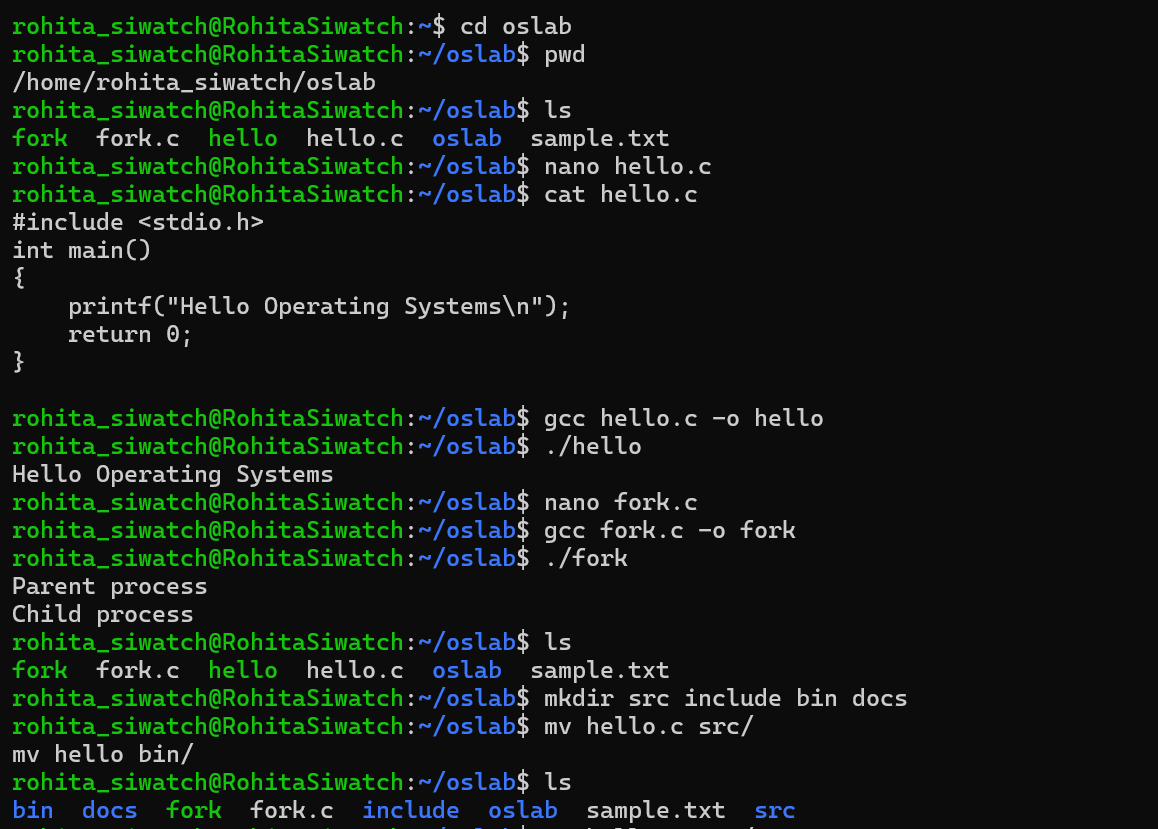 rohita_siwatch@RohitaSiwatch:~$ cd oslab
rohita_siwatch@RohitaSiwatch:~/oslab$ pwd
/home/rohita_siwatch/oslab
rohita_siwatch@RohitaSiwatch:~/oslab$ ls
fork  fork.c  hello  hello.c  oslab  sample.txt
rohita_siwatch@RohitaSiwatch:~/oslab$ nano hello.c
rohita_siwatch@RohitaSiwatch:~/oslab$ cat hello.c
#include <stdio.h>
int main()
{
    printf("Hello Operating Systems\n");
    return 0;
}
rohita_siwatch@RohitaSiwatch:~/oslab$ gcc hello.c -o hello
rohita_siwatch@RohitaSiwatch:~/oslab$ ./hello
Hello Operating Systems
rohita_siwatch@RohitaSiwatch:~/oslab$ nano fork.c
rohita_siwatch@RohitaSiwatch:~/oslab$ gcc fork.c -o fork
rohita_siwatch@RohitaSiwatch:~/oslab$ ./fork
Parent process
Child process
rohita_siwatch@RohitaSiwatch:~/oslab$ ls
fork  fork.c  hello  hello.c  oslab  sample.txt
rohita_siwatch@RohitaSiwatch:~/oslab$ mkdir src include bin docs
rohita_siwatch@RohitaSiwatch:~/oslab$ mv hello.c src/
mv hello bin/
rohita_siwatch@RohitaSiwatch:~/oslab$ ls
bin  docs  fork  fork.c  include  oslab  sample.txt  src